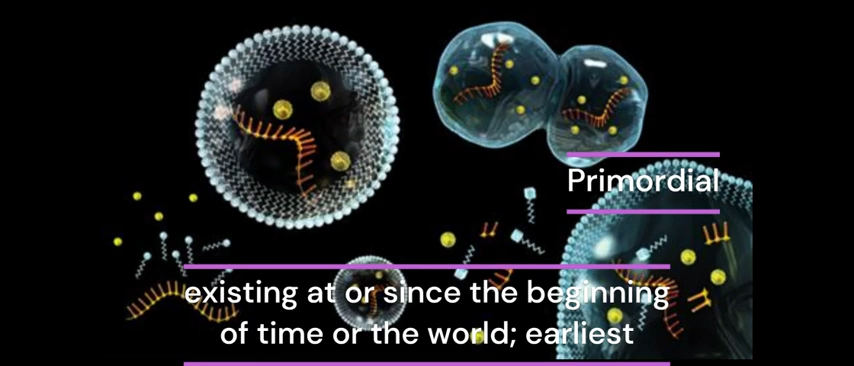 Primordial
existing at or since the beginning
of time or the world; earliest